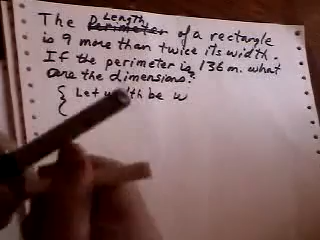 The Length of a rectangle
is 9 more than twice its width.
If the perimeter is 136 m. what
are the dimensions?
Let width be w